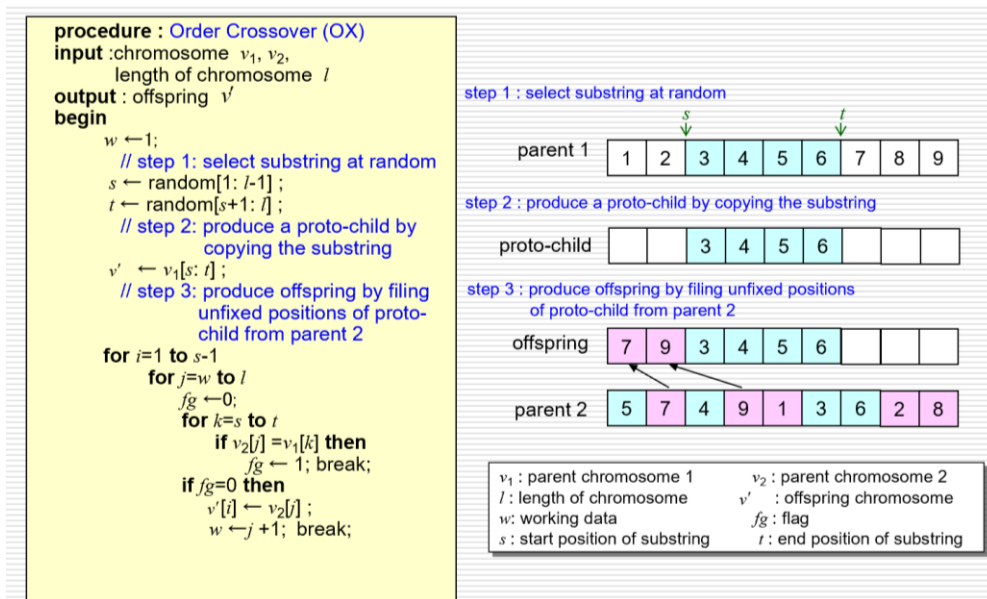 procedure : Order Crossover (OX)
input :chromosome v₁, v₂,
length of chromosome l
output : offspring v'
begin
w ←1;
// step 1: select substring at random
s ← random[1: l-1] ;
t ← random[s+1: l] ;
// step 2: produce a proto-child by
copying the substring
v' ← v₁[s: t] ;
// step 3: produce offspring by filing
unfixed positions of proto-
child from parent 2
for i=1 to s-1
for j=w to l
fg ←0;
for k=s to t
if v₂[j] =v₁[k] then
fg ← 1; break;
if fg=0 then
v'[i] ← v₂[j] ;
w ←j +1; break;
step 1 : select substring at random
s t
parent 1 1 2 3 4 5 6 7 8 9
step 2 : produce a proto-child by copying the substring
proto-child 3 4 5 6
step 3 : produce offspring by filing unfixed positions
of proto-child from parent 2
offspring 7 9 3 4 5 6
parent 2 5 7 4 9 1 3 6 2 8
v₁ : parent chromosome 1 v₂ : parent chromosome 2
l : length of chromosome v' : offspring chromosome
w: working data fg : flag
s : start position of substring t : end position of substring